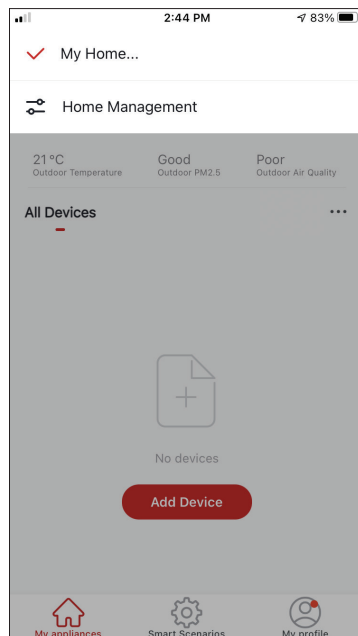 2:44 PM
83%
My Home...
Home Management
21 °C Good Poor
Outdoor Temperature Outdoor PM2.5 Outdoor Air Quality
All Devices
No devices
Add Device
My appliances Smart Scenarios My profile